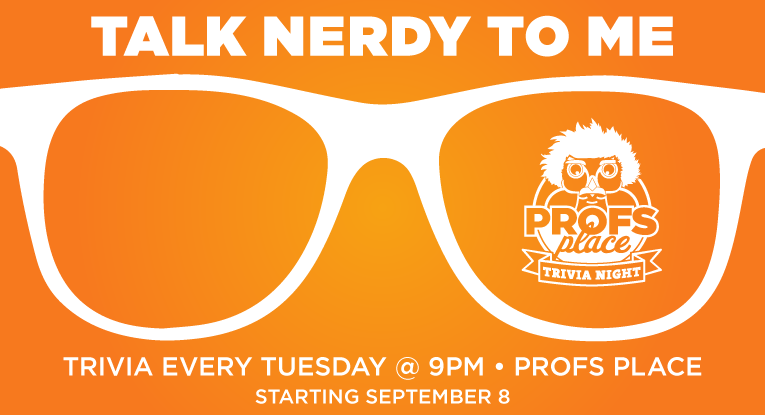 TALK NERDY TO ME
PROFS
place
TRIVIA NIGHT
TRIVIA EVERY TUESDAY @ 9PM • PROFS PLACE
STARTING SEPTEMBER 8